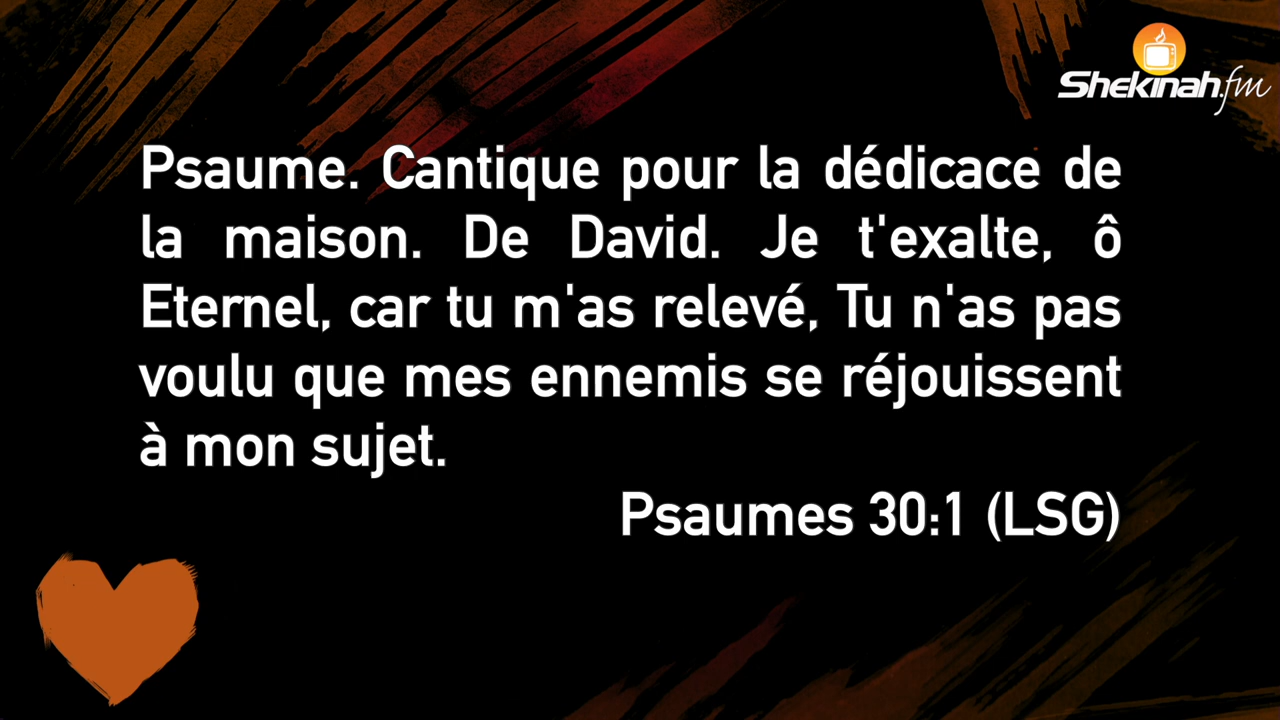 Shekinah.fm
Psaume. Cantique pour la dédicace de
la maison. De David. Je t'exalte, ô
Eternel, car tu m'as relevé, Tu n'as pas
voulu que mes ennemis se réjouissent
à mon sujet.
Psaumes 30:1 (LSG)